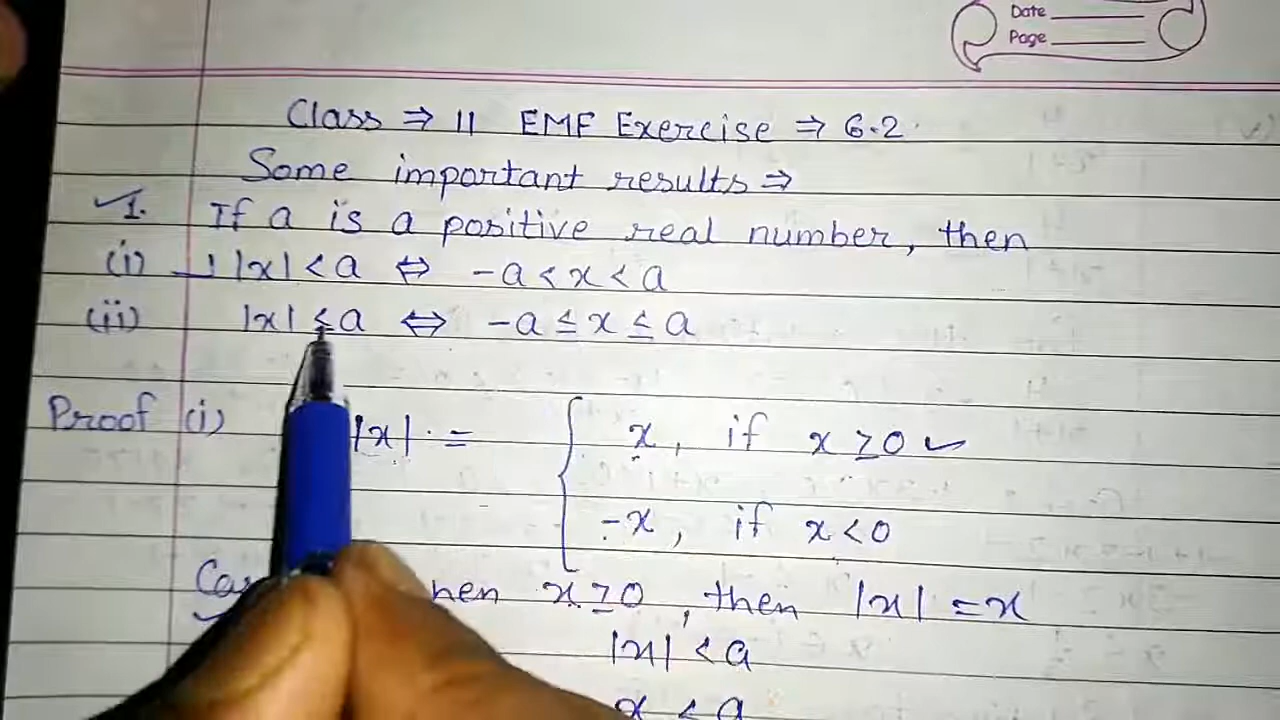 Date
Page
Class ⇒ 11 EMF Exercise ⇒ 6.2
Some important results ⇒
1. If a is a positive real number, then
(i) |x| < a ⇔ -a < x < a
(ii) |x| ≤ a ⇔ -a ≤ x ≤ a
Proof (i) |x| = { x, if x ≥ 0
-x, if x < 0
x ≥ 0, then |x| = x
|x| < a
x < a